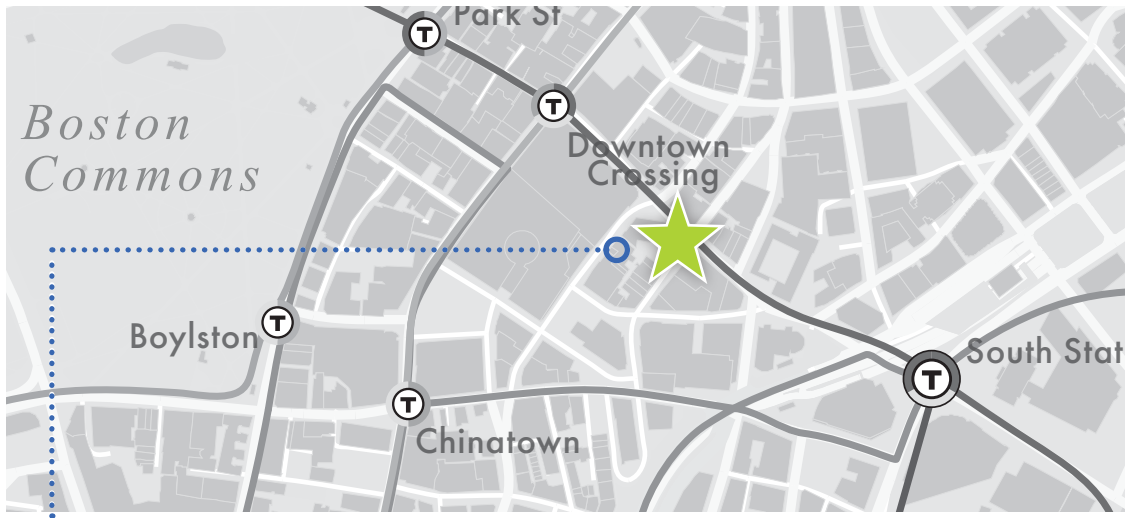 Park St
T
T
Boston
Commons
Downtown
Crossing
T
Boylston
South Stat
T
T
Chinatown